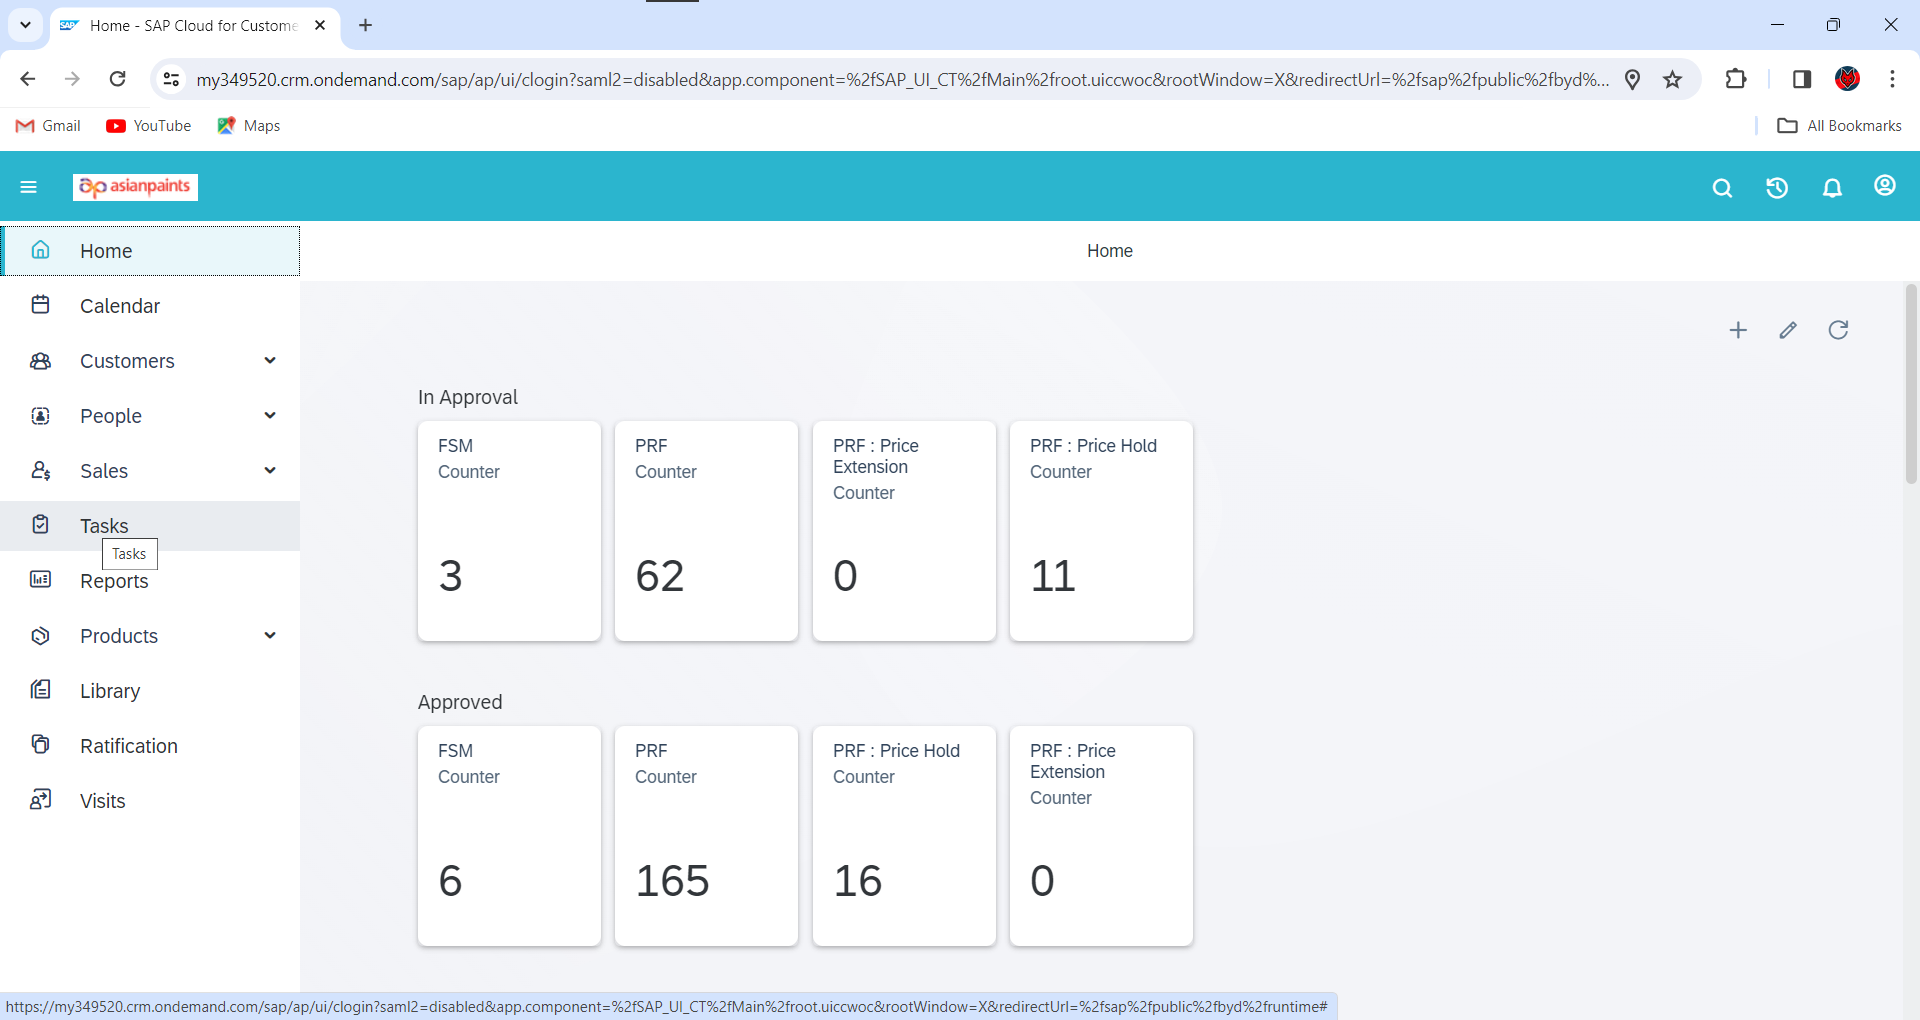 Home - SAP Cloud for Custome
my349520.crm.ondemand.com/sap/ap/ui/clogin?saml2=disabled&app.component=%2fSAP_UI_CT%2fMain%2froot.uiccwoc&rootWindow=X&redirectUrl=%2fsap%2fpublic%2fbyd%...
Gmail YouTube Maps All Bookmarks
asianpaints
Home
Calendar
Customers
People
Sales
Tasks
Tasks
Reports
Products
Library
Ratification
Visits
Home
In Approval
FSM
Counter
3
PRF
Counter
62
PRF : Price
Extension
Counter
0
PRF : Price Hold
Counter
11
Approved
FSM
Counter
6
PRF
Counter
165
PRF : Price Hold
Counter
16
PRF : Price
Extension
Counter
0
https://my349520.crm.ondemand.com/sap/ap/ui/clogin?saml2=disabled&app.component=%2fSAP_UI_CT%2fMain%2froot.uiccwoc&rootWindow=X&redirectUrl=%2fsap%2fpublic%2fbyd%2fruntime#